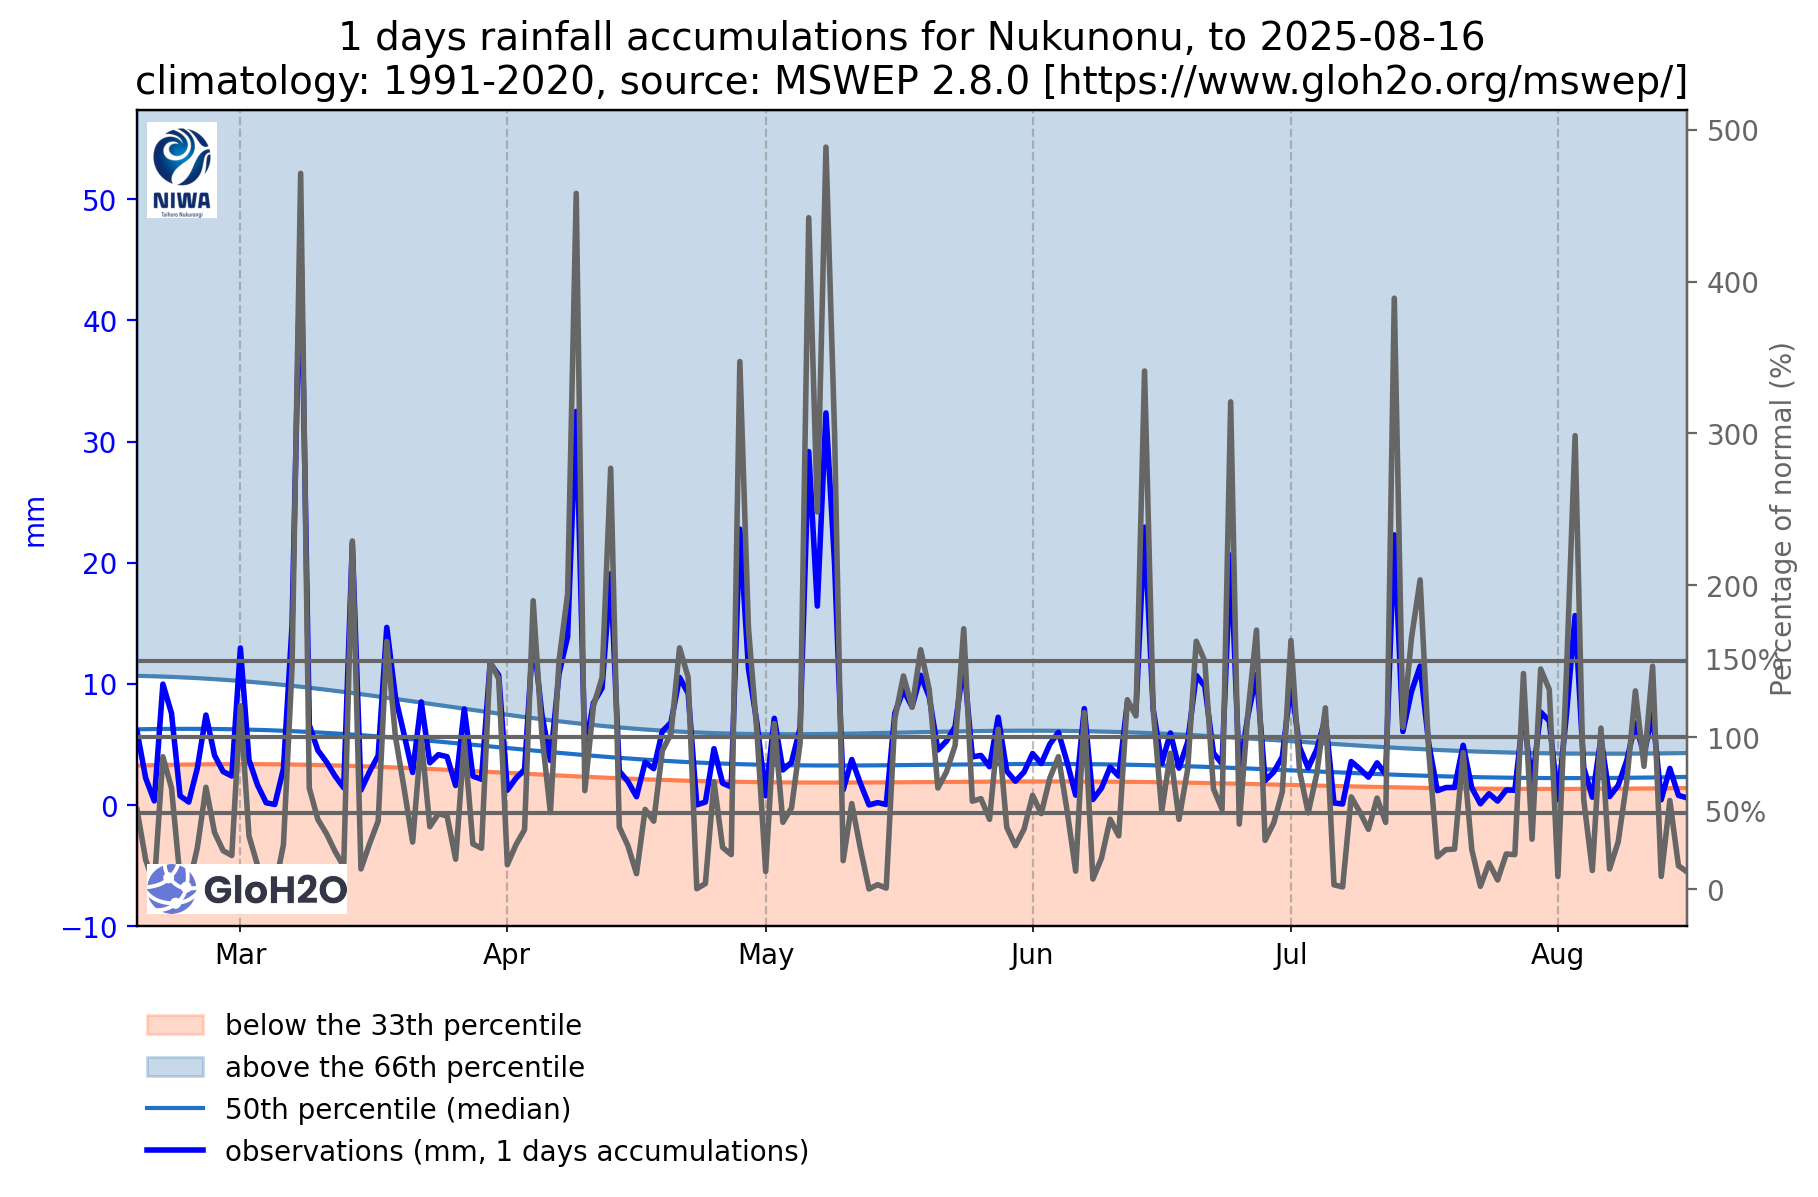 1 days rainfall accumulations for Nukunonu, to 2025-08-16
climatology: 1991-2020, source: MSWEP 2.8.0 [https://www.gloh2o.org/mswep/]
NIWA
Taihoro Nukurangi
mm
50
40
30
20
10
0
−10
500
400
300
200
150%
100
50%
0
Percentage of normal (%)
GloH2O
Mar
Apr
May
Jun
Jul
Aug
below the 33th percentile
above the 66th percentile
50th percentile (median)
observations (mm, 1 days accumulations)